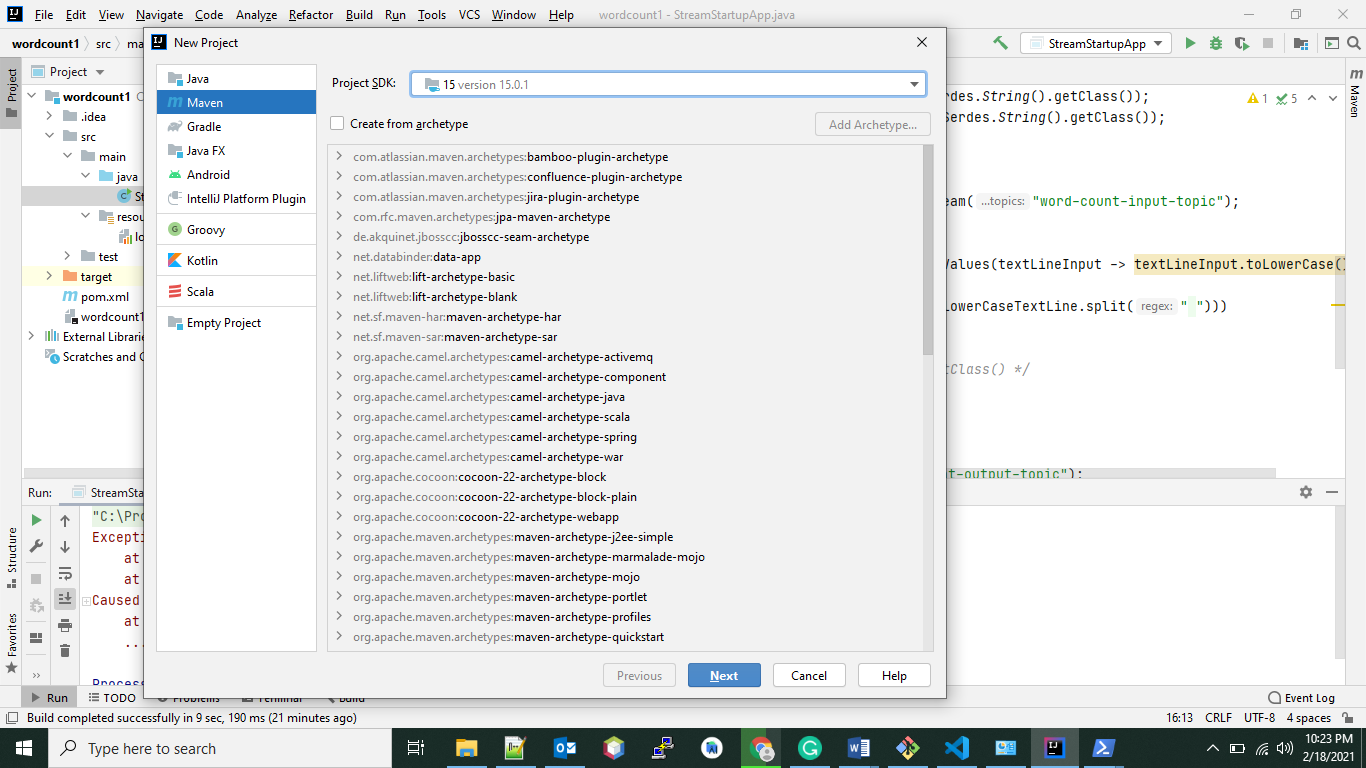 File Edit View Navigate Code Analyze Refactor Build Run Tools VCS Window Help wordcount1 - StreamStartupApp.java
wordcount1 src ma
New Project
StreamStartupApp
Project
Project
wordcount1
.idea
src
main
java
St
resou
lo
test
target
pom.xml
wordcount1
External Librarie
Scratches and C
Java
Maven
Gradle
Java FX
Android
IntelliJ Platform Plugin
Groovy
Kotlin
Scala
Empty Project
Project SDK: 15 version 15.0.1
Create from archetype Add Archetype...
com.atlassian.maven.archetypes:bamboo-plugin-archetype
com.atlassian.maven.archetypes:confluence-plugin-archetype
com.atlassian.maven.archetypes:jira-plugin-archetype
com.rfc.maven.archetypes:jpa-maven-archetype
de.akquinet.jbosscc:jbosscc-seam-archetype
net.databinder:data-app
net.liftweb:lift-archetype-basic
net.liftweb:lift-archetype-blank
net.sf.maven-har:maven-archetype-har
net.sf.maven-sar:maven-archetype-sar
org.apache.camel.archetypes:camel-archetype-activemq
org.apache.camel.archetypes:camel-archetype-component
org.apache.camel.archetypes:camel-archetype-java
org.apache.camel.archetypes:camel-archetype-scala
org.apache.camel.archetypes:camel-archetype-spring
org.apache.camel.archetypes:camel-archetype-war
org.apache.cocoon:cocoon-22-archetype-block
org.apache.cocoon:cocoon-22-archetype-block-plain
org.apache.cocoon:cocoon-22-archetype-webapp
org.apache.maven.archetypes:maven-archetype-j2ee-simple
org.apache.maven.archetypes:maven-archetype-marmalade-mojo
org.apache.maven.archetypes:maven-archetype-mojo
org.apache.maven.archetypes:maven-archetype-portlet
org.apache.maven.archetypes:maven-archetype-profiles
org.apache.maven.archetypes:maven-archetype-quickstart
Previous Next Cancel Help
erdes.String().getClass()); 1 5
Serdes.String().getClass());
eam( ...topics: "word-count-input-topic");
Values(textLineInput -> textLineInput.toLowerCase()
LowerCaseTextLine.split( regex: " ")))
tClass() */
t-output-topic");
m Maven
Run: StreamSta
"C:\Pro
Excepti
at
at
Caused
at
...
Process
Structure
Favorites
Run TODO Problems Terminal Build Event Log
Build completed successfully in 9 sec, 190 ms (21 minutes ago) 16:13 CRLF UTF-8 4 spaces
Type here to search
10:23 PM
2/18/2021